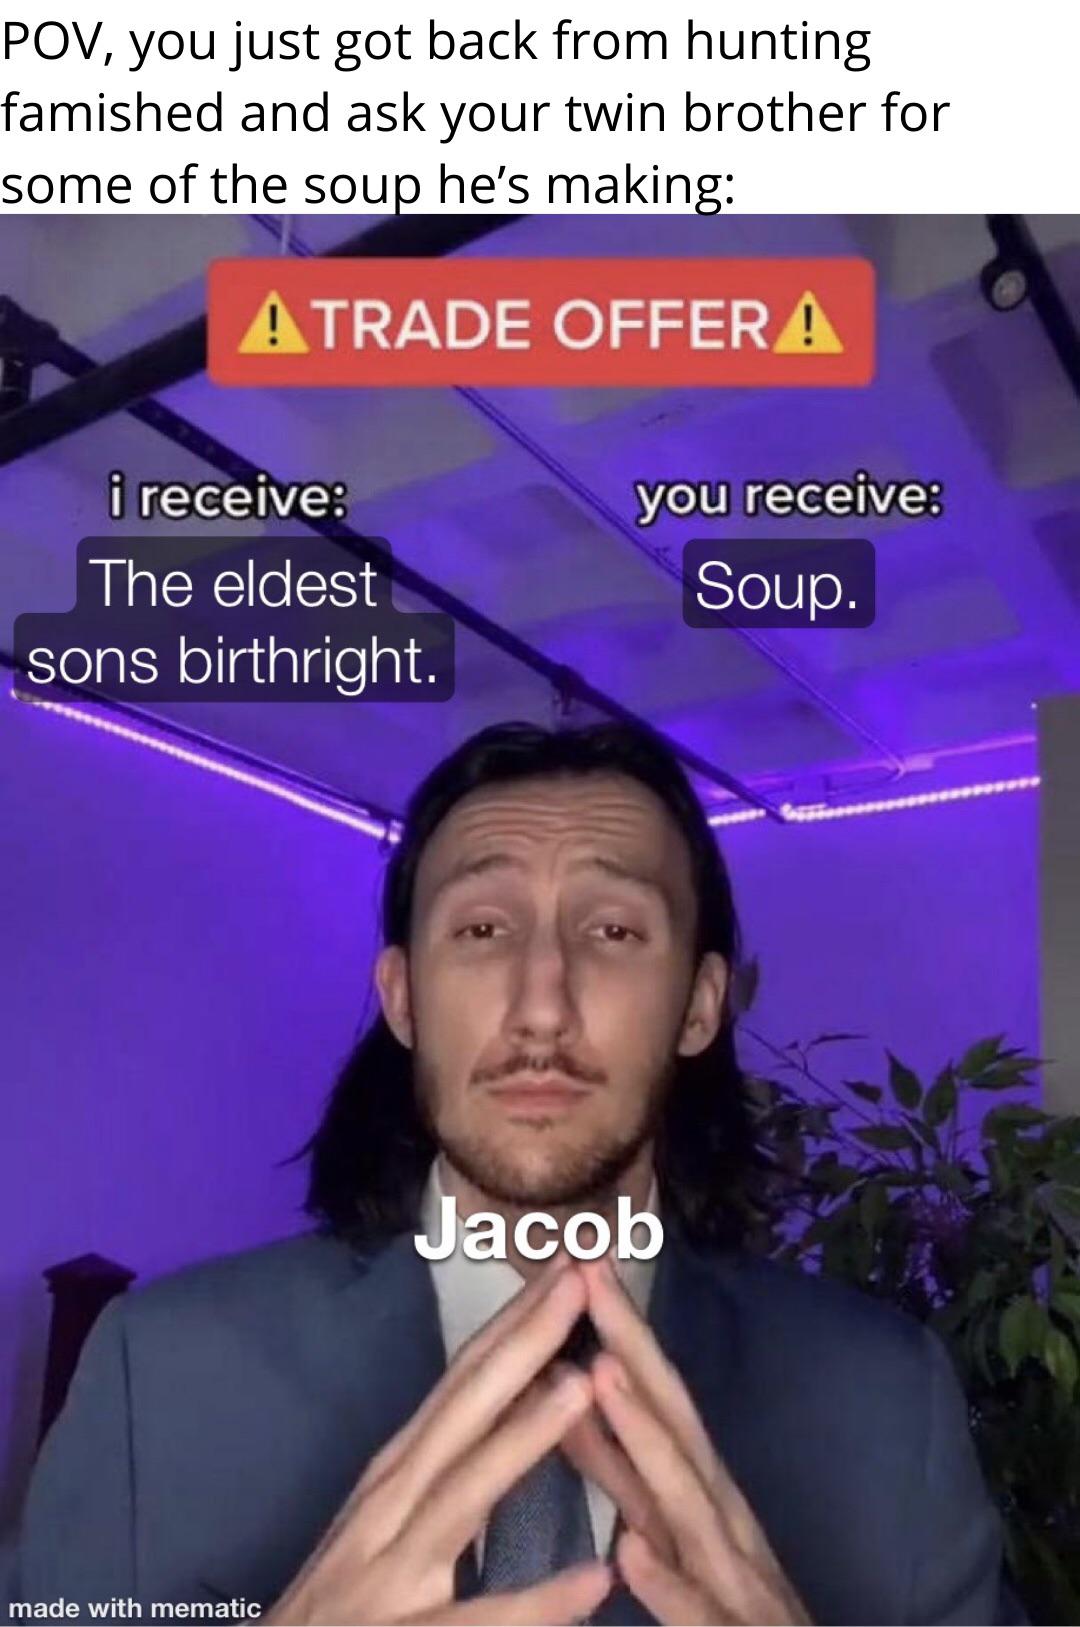 POV, you just got back from hunting
famished and ask your twin brother for
some of the soup he’s making:
⚠TRADE OFFER⚠
i receive:
The eldest
sons birthright.
you receive:
Soup.
Jacob
made with mematic